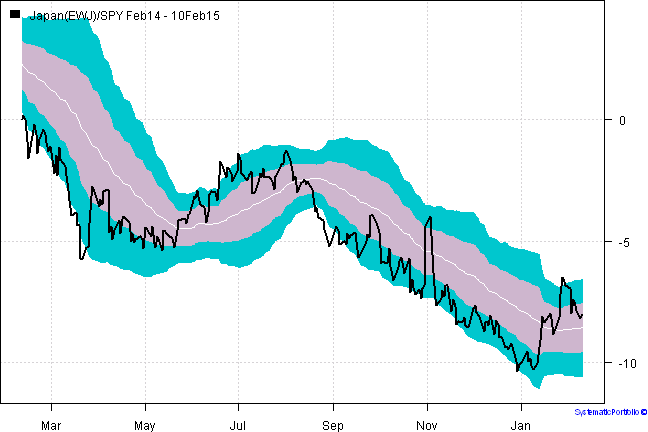 Japan(EWJ)/SPY Feb14 - 10Feb15
0
-5
-10
Mar May Jul Sep Nov Jan
SystematicPortfolio ©